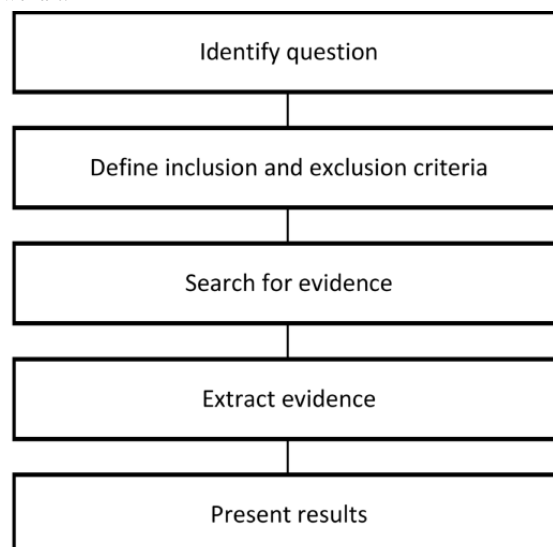 Identify question
Define inclusion and exclusion criteria
Search for evidence
Extract evidence
Present results